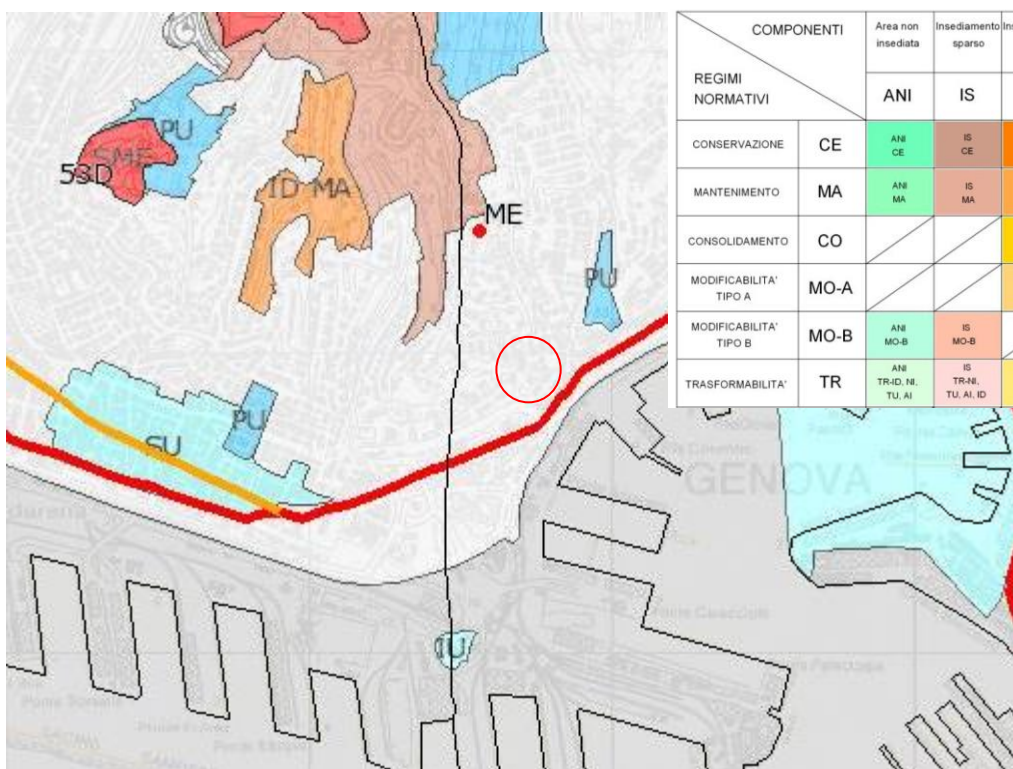 COMPONENTI
REGIMI
NORMATIVI
Area non
insediata
Insediamento
sparso
Ins
ANI
IS
CONSERVAZIONE
CE
ANI
CE
IS
CE
MANTENIMENTO
MA
ANI
MA
IS
MA
CONSOLIDAMENTO
CO
MODIFICABILITA'
TIPO A
MO-A
MODIFICABILITA'
TIPO B
MO-B
ANI
MO-B
IS
MO-B
TRASFORMABILITA'
TR
ANI
TR-ID, NI,
TU, AI
IS
TR-NI,
TU, AI, ID
PU
SME
53D
ID MA
ME
PU
PU
SU
GENOVA
IU